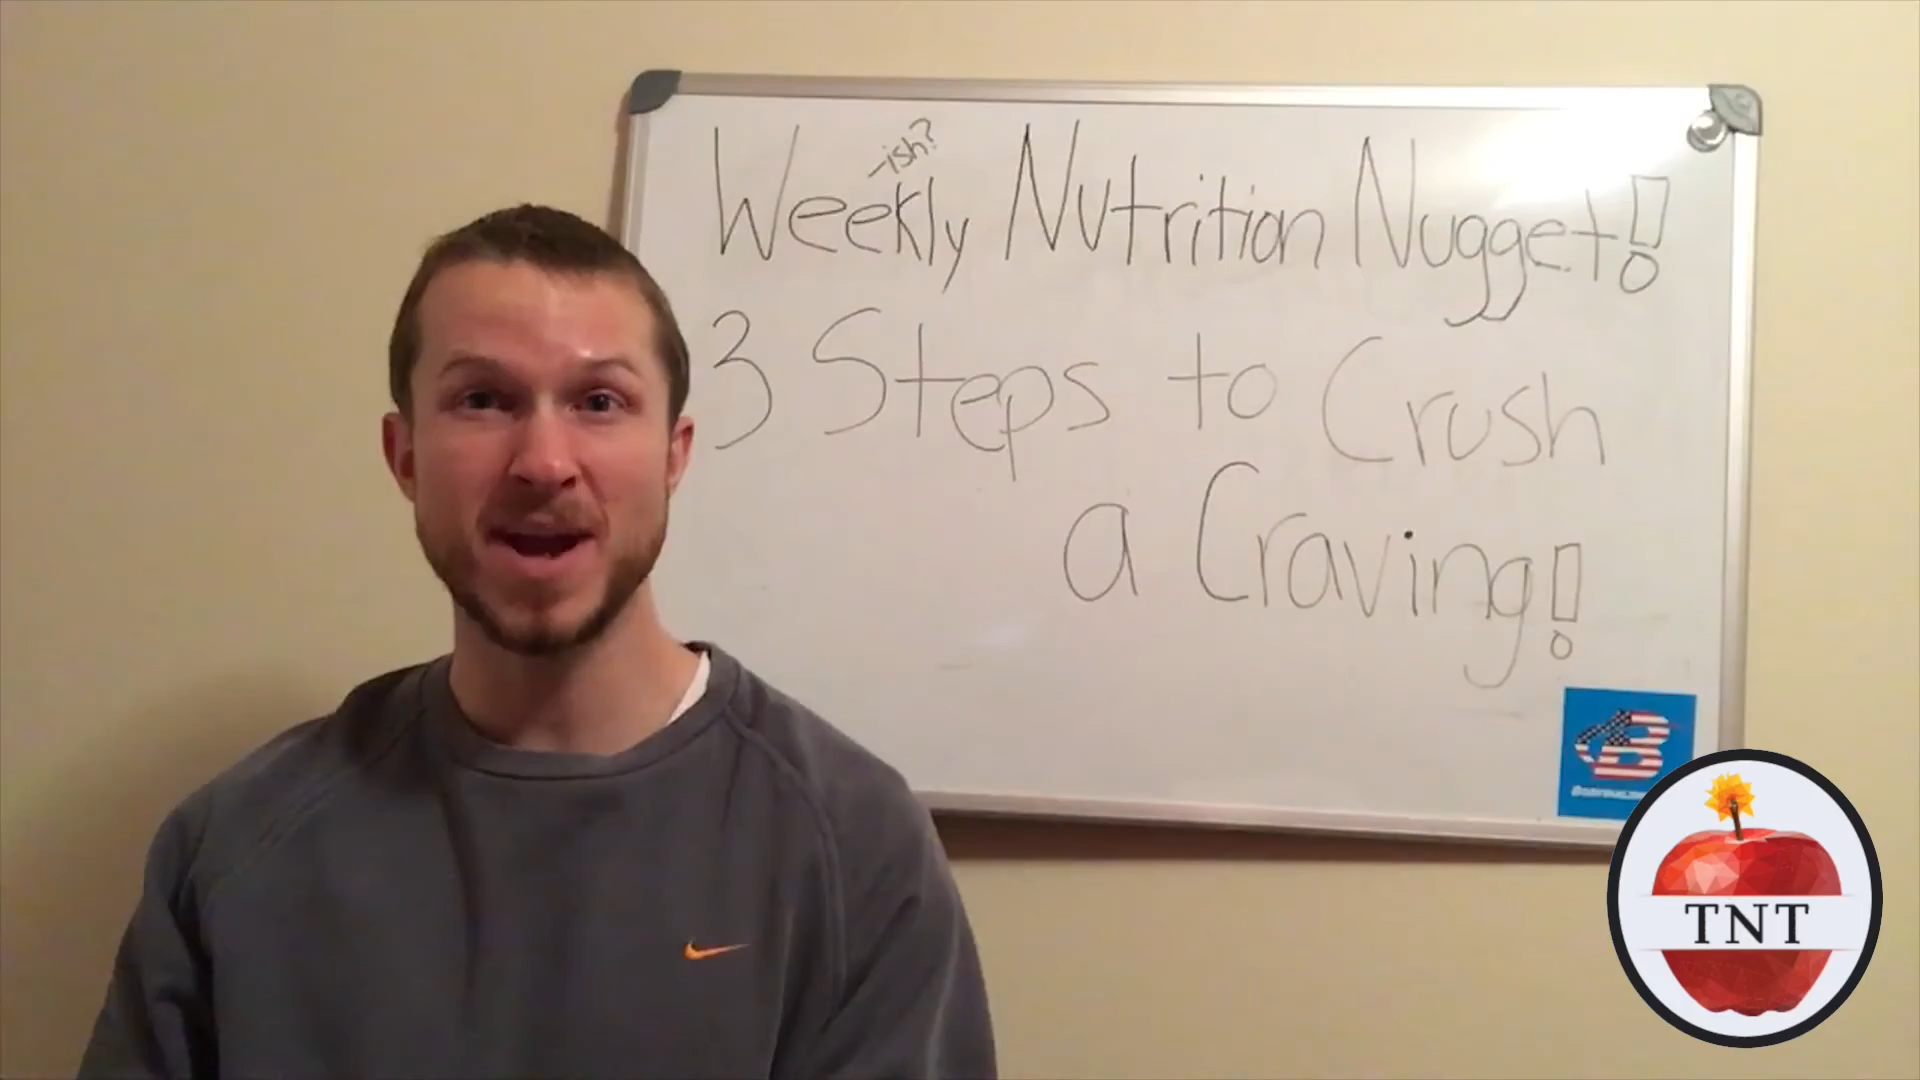 -ish?
Weekly Nutrition Nugget!
3 Steps to Crush
a Craving!
B
TNT